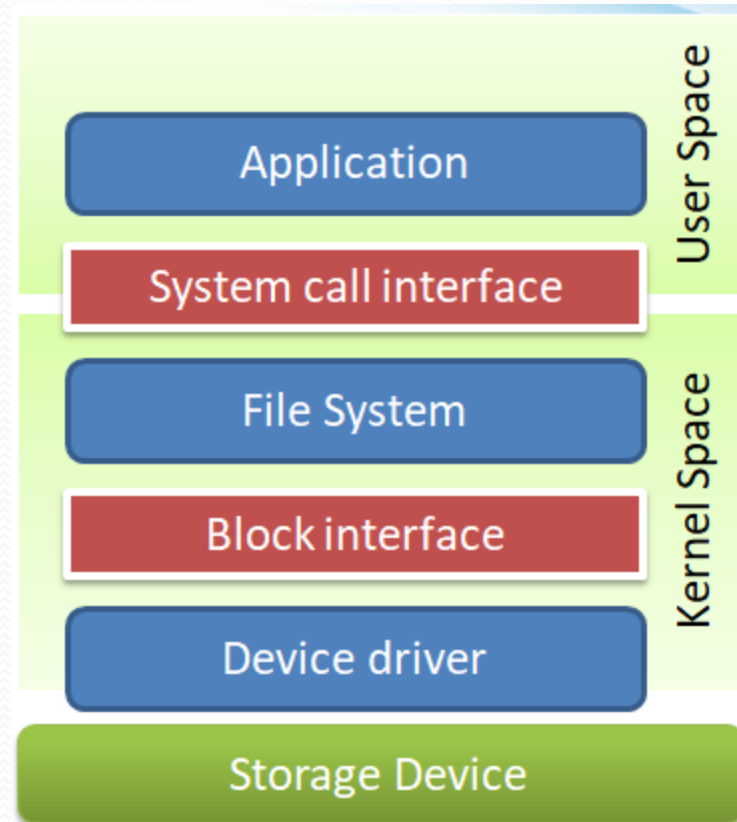 Application
System call interface
File System
Block interface
Device driver
Storage Device
User Space
Kernel Space